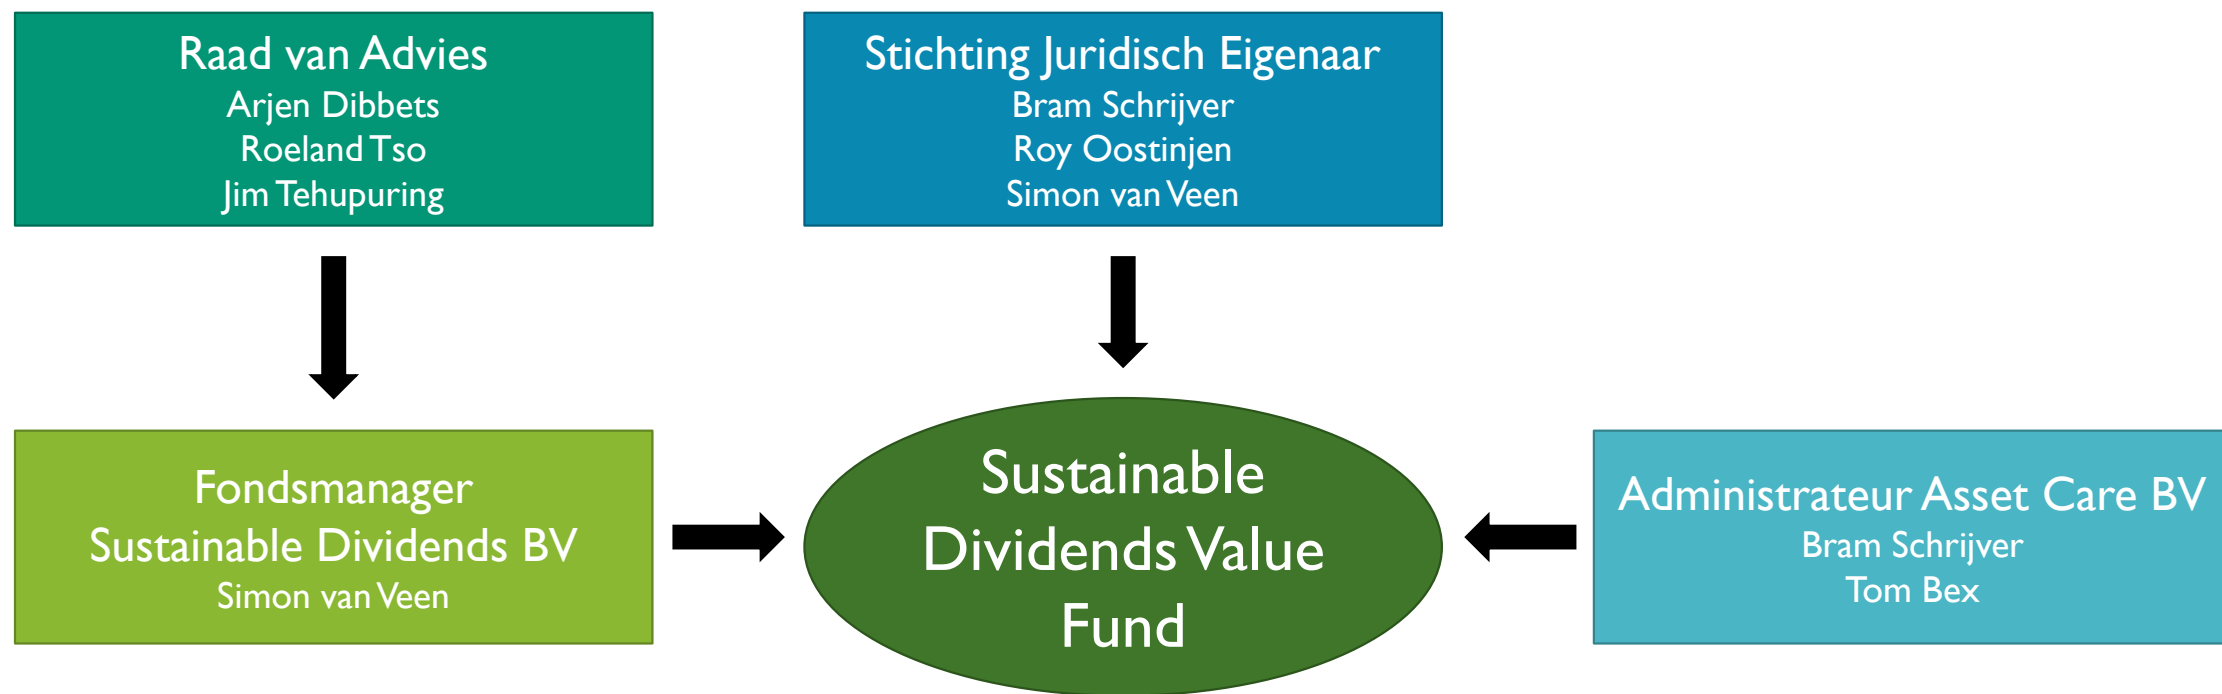 Raad van Advies
Arjen Dibbets
Roeland Tso
Jim Tehupuring
Stichting Juridisch Eigenaar
Bram Schrijver
Roy Oostinjen
Simon van Veen
Fondsmanager
Sustainable Dividends BV
Simon van Veen
Sustainable
Dividends Value
Fund
Administrateur Asset Care BV
Bram Schrijver
Tom Bex